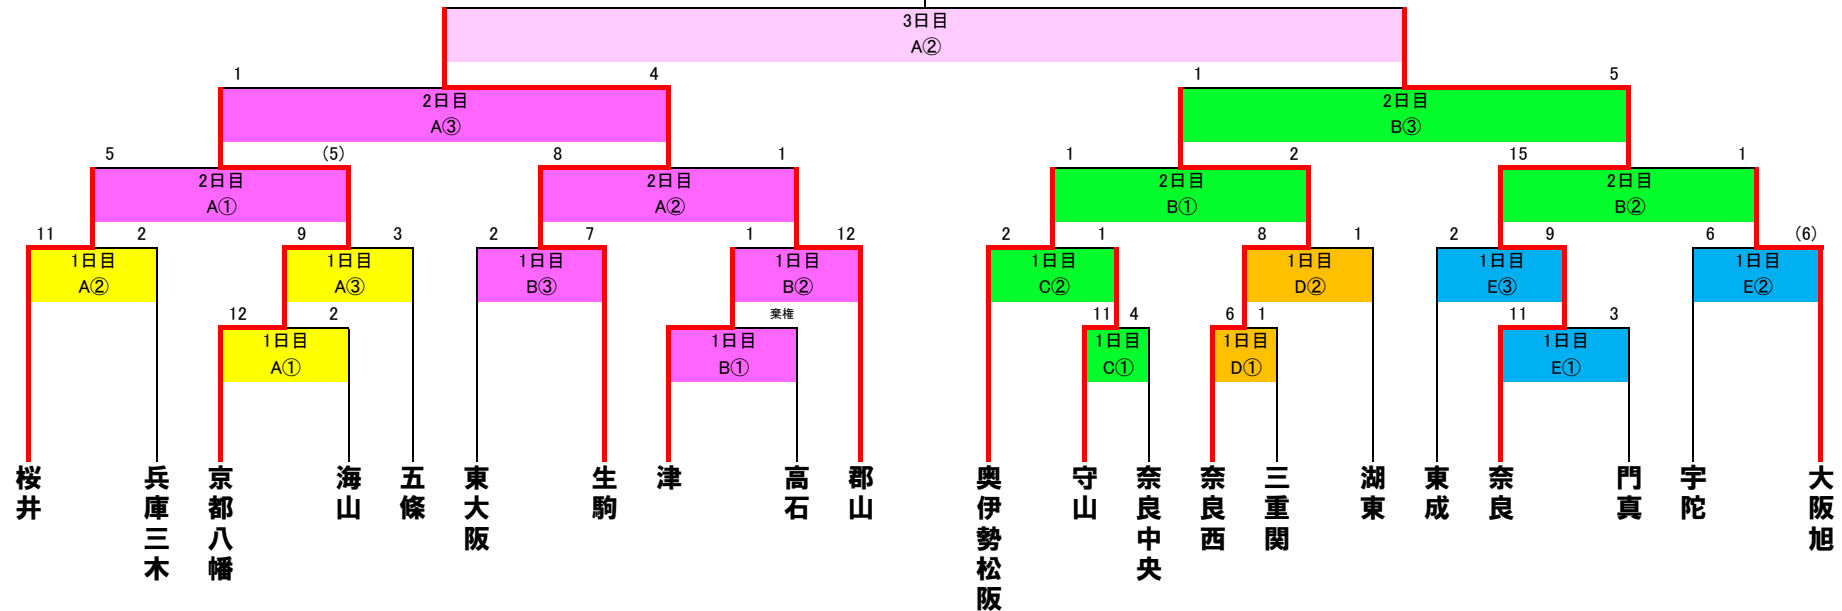 3日目
A②
1
4
1
5
2日目
A③
2日目
B③
5
(5)
8
1
1
2
15
1
2日目
A①
2日目
A②
2日目
B①
2日目
B②
11
2
9
3
2
7
1
12
2
1
8
1
2
9
6
(6)
1日目
A②
1日目
A③
1日目
B③
1日目
B②
1日目
C②
1日目
D②
1日目
E③
1日目
E②
12
2
棄権
11
4
6
1
11
3
1日目
A①
1日目
B①
1日目
C①
1日目
D①
1日目
E①
桜井
兵庫三木
京都八幡
海山
五條
東大阪
生駒
津
高石
郡山
奥伊勢松阪
守山
奈良中央
奈良西
三重関
湖東
東成
奈良
門真
宇陀
大阪旭